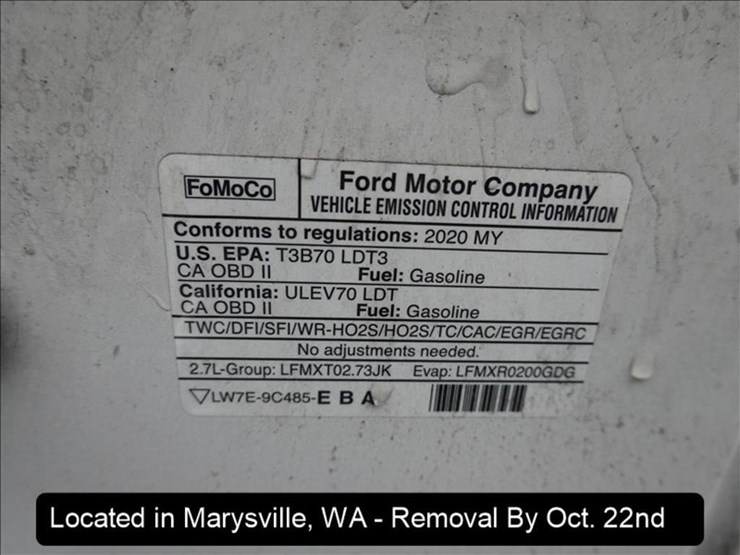 FoMoCo
Ford Motor Company
VEHICLE EMISSION CONTROL INFORMATION
Conforms to regulations: 2020 MY
U.S. EPA: T3B70 LDT3
CA OBD II Fuel: Gasoline
California: ULEV70 LDT
CA OBD II Fuel: Gasoline
TWC/DFI/SFI/WR-HO2S/HO2S/TC/CAC/EGR/EGRC
No adjustments needed.
2.7L-Group: LFMXT02.73JK Evap: LFMXR0200GDG
LW7E-9C485-E B A
Located in Marysville, WA - Removal By Oct. 22nd